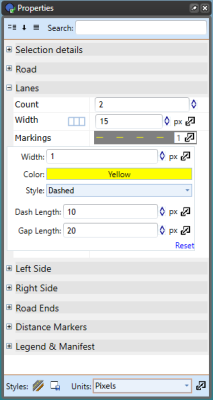 Properties
Search:
Selection details
Road
Lanes
Count 2
Width 15 px
Markings 1
Width: 1 px
Color: Yellow
Style: Dashed
Dash Length: 10 px
Gap Length: 20 px
Reset
Left Side
Right Side
Road Ends
Distance Markers
Legend & Manifest
Styles: Units: Pixels